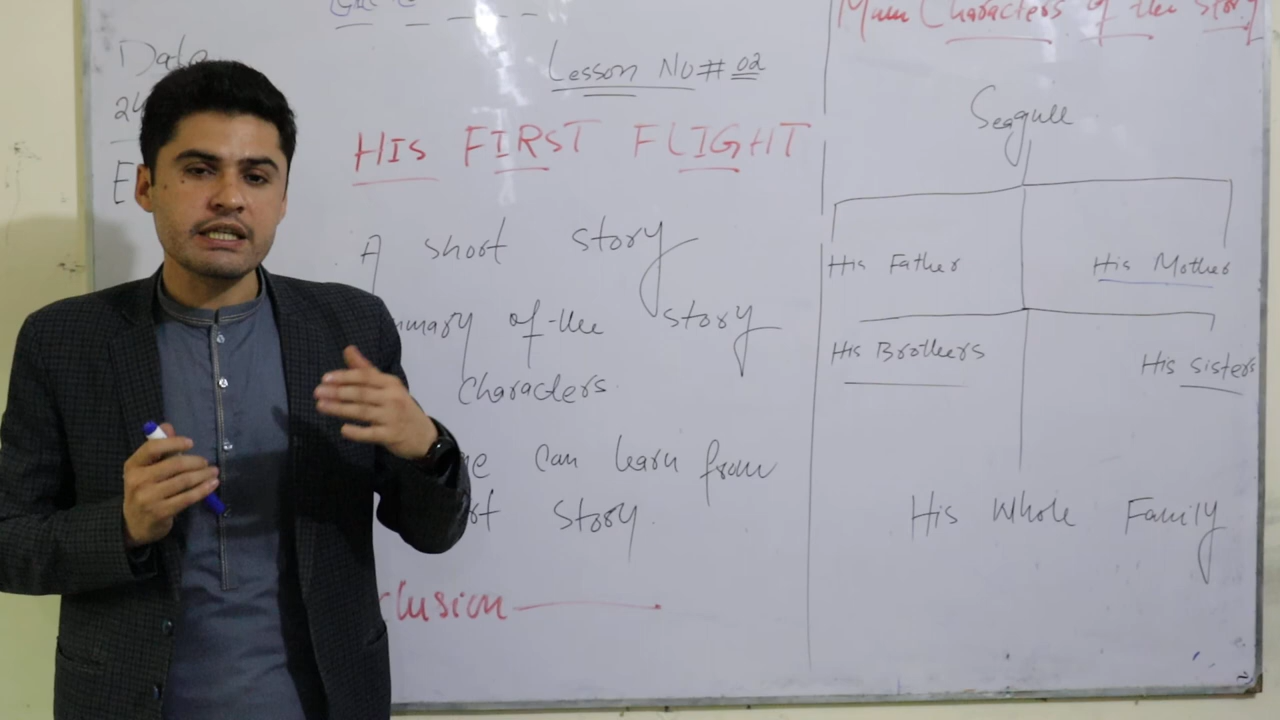 Date
Lesson No# 02
HIS FIRST FLIGHT
A short story
of the story
Characters
can learn from
story.
Main Characters of the Story
Seagull
His Father
His Mother
His Brothers
His Sisters
His Whole Family